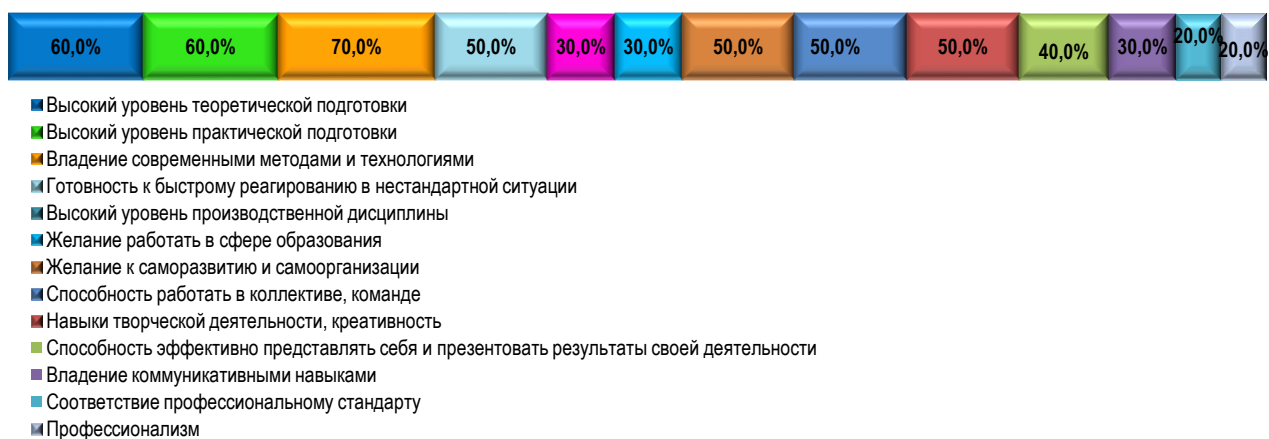 60,0% 60,0% 70,0% 50,0% 30,0% 30,0% 50,0% 50,0% 50,0% 40,0% 30,0% 20,0% 20,0%
Высокий уровень теоретической подготовки
Высокий уровень практической подготовки
Владение современными методами и технологиями
Готовность к быстрому реагированию в нестандартной ситуации
Высокий уровень производственной дисциплины
Желание работать в сфере образования
Желание к саморазвитию и самоорганизации
Способность работать в коллективе, команде
Навыки творческой деятельности, креативность
Способность эффективно представлять себя и презентовать результаты своей деятельности
Владение коммуникативными навыками
Соответствие профессиональному стандарту
Профессионализм